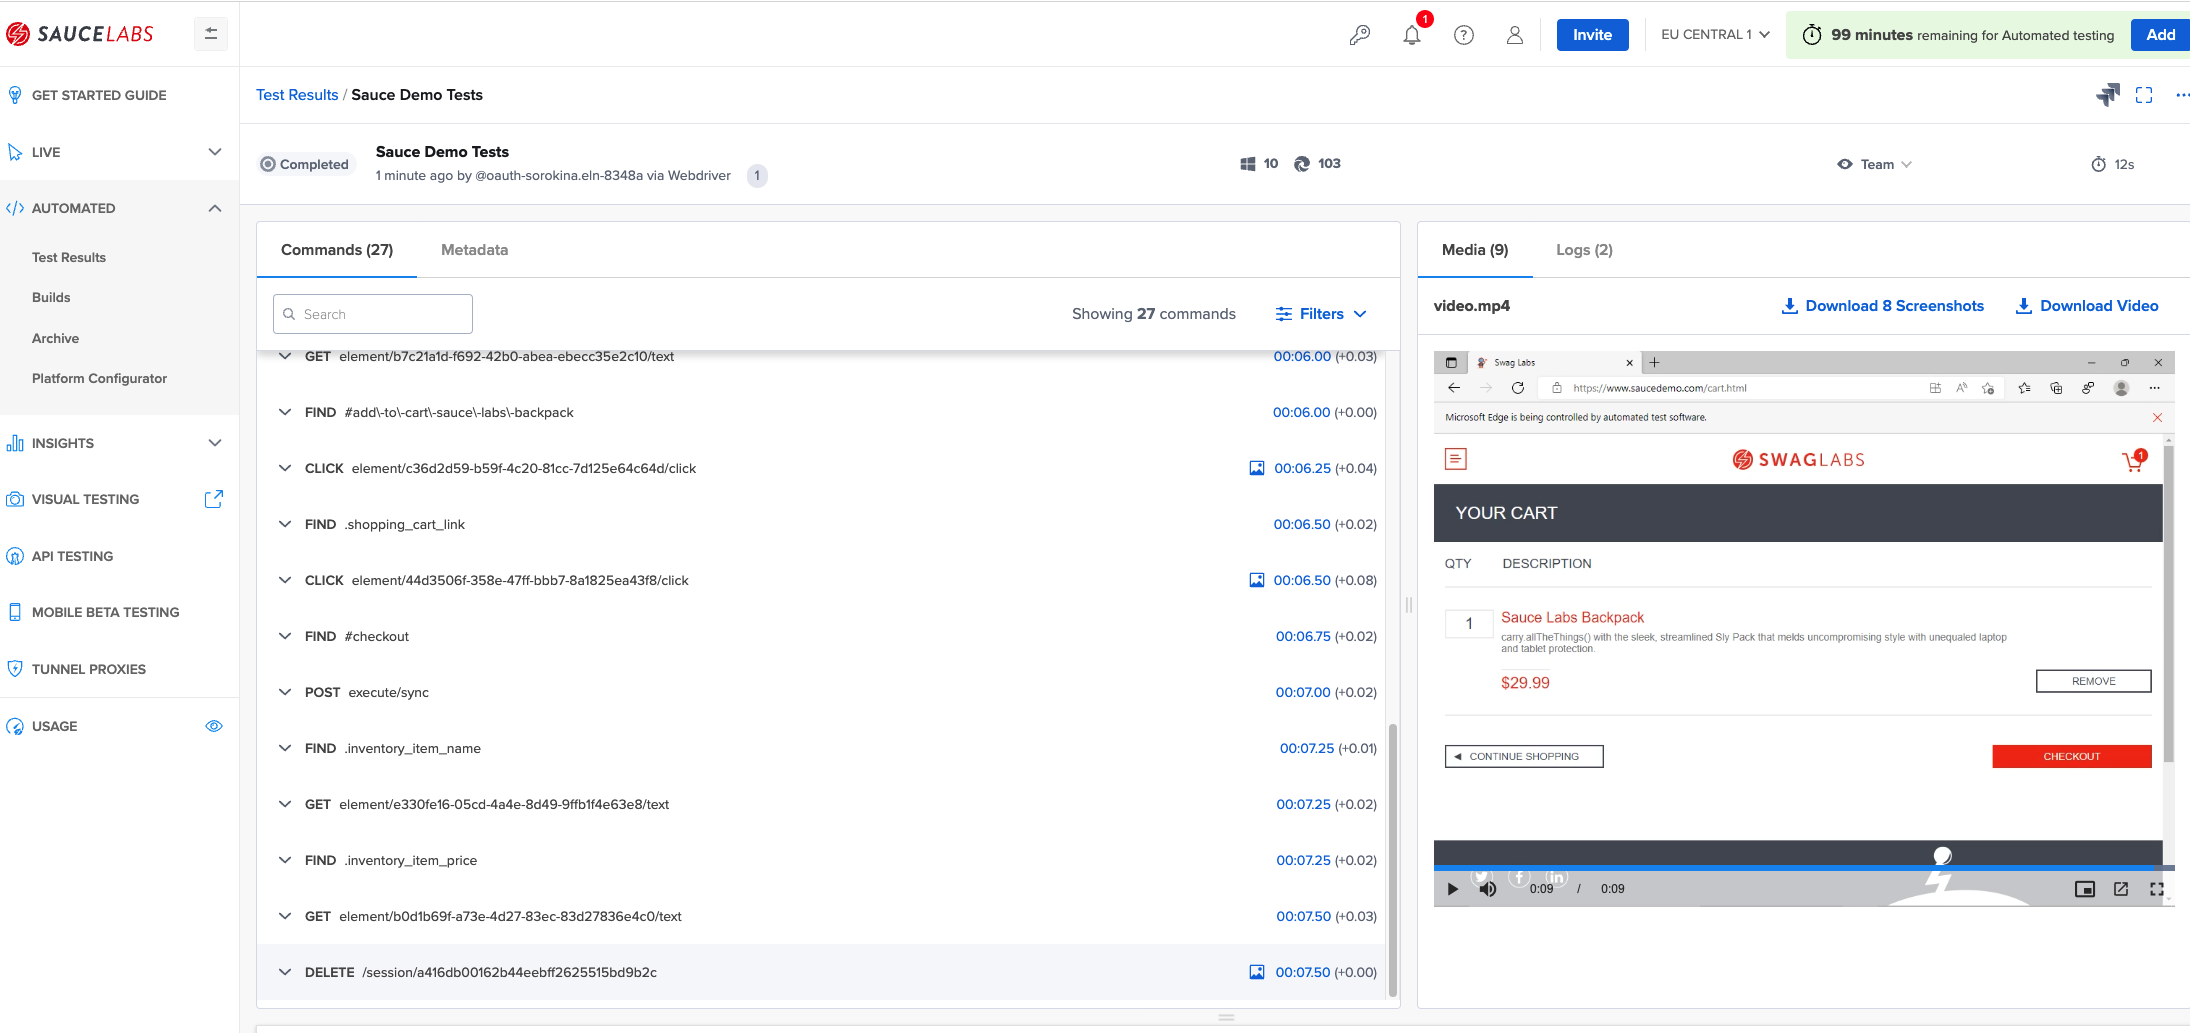 SAUCELABS
1
Invite
EU CENTRAL 1
99 minutes remaining for Automated testing
Add
GET STARTED GUIDE
LIVE
AUTOMATED
Test Results
Builds
Archive
Platform Configurator
INSIGHTS
VISUAL TESTING
API TESTING
MOBILE BETA TESTING
TUNNEL PROXIES
USAGE
Test Results / Sauce Demo Tests
Completed
Sauce Demo Tests
1 minute ago by @oauth-sorokina.eln-8348a via Webdriver 1
10 103
Team
12s
Commands (27) Metadata
Search
Showing 27 commands
Filters
GET element/b7c21a1d-f692-42b0-abea-ebecc35e2c10/text 00:06.00 (+0.03)
FIND #add\-to\-cart\-sauce\-labs\-backpack 00:06.00 (+0.00)
CLICK element/c36d2d59-b59f-4c20-81cc-7d125e64c64d/click 00:06.25 (+0.04)
FIND .shopping_cart_link 00:06.50 (+0.02)
CLICK element/44d3506f-358e-47ff-bbb7-8a1825ea43f8/click 00:06.50 (+0.08)
FIND #checkout 00:06.75 (+0.02)
POST execute/sync 00:07.00 (+0.02)
FIND .inventory_item_name 00:07.25 (+0.01)
GET element/e330fe16-05cd-4a4e-8d49-9ffb1f4e63e8/text 00:07.25 (+0.02)
FIND .inventory_item_price 00:07.25 (+0.02)
GET element/b0d1b69f-a73e-4d27-83ec-83d27836e4c0/text 00:07.50 (+0.03)
DELETE /session/a416db00162b44eebff2625515bd9b2c 00:07.50 (+0.00)
Media (9) Logs (2)
video.mp4
Download 8 Screenshots
Download Video
Swag Labs
https://www.saucedemo.com/cart.html
Microsoft Edge is being controlled by automated test software.
SWAGLABS
1
YOUR CART
QTY DESCRIPTION
1
Sauce Labs Backpack
carry.allTheThings() with the sleek, streamlined Sly Pack that melds uncompromising style with unequaled laptop
and tablet protection.
$29.99
REMOVE
CONTINUE SHOPPING
CHECKOUT
0:09 / 0:09